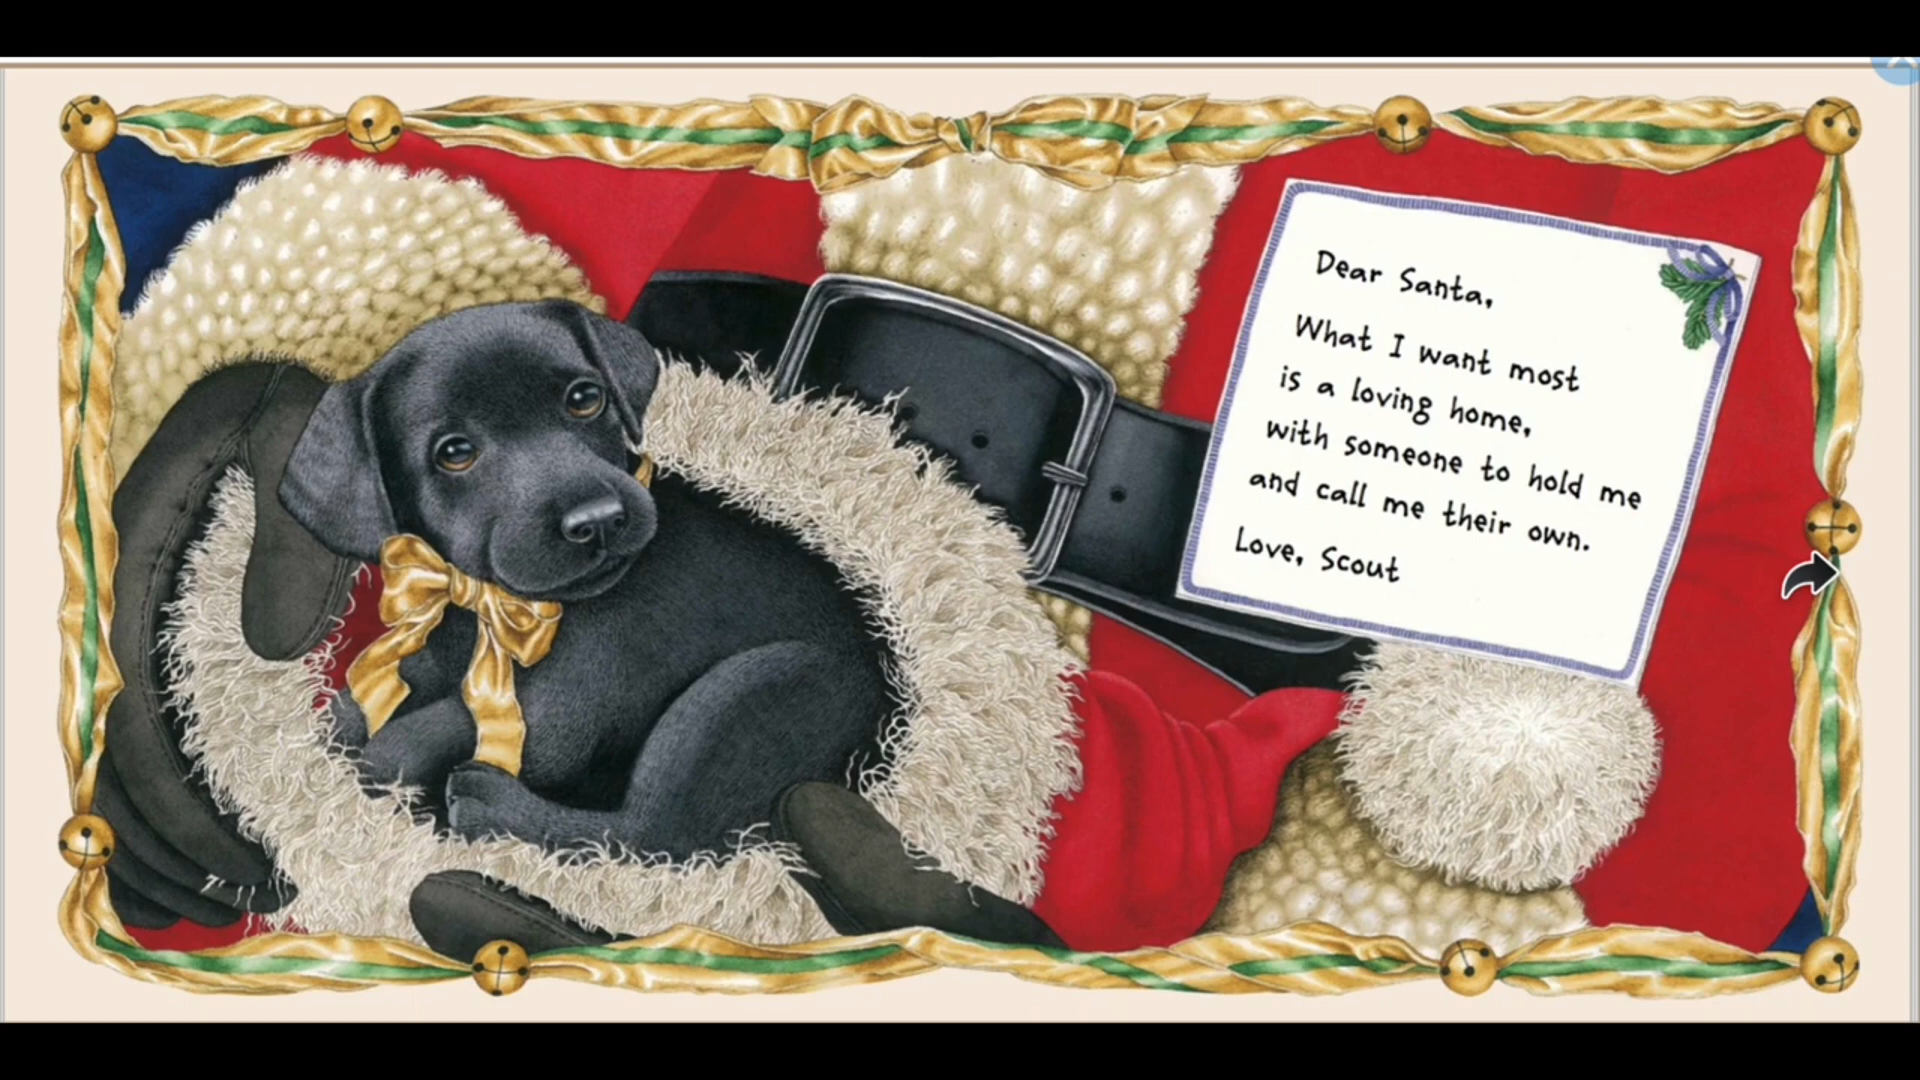 Dear Santa,
What I want most
is a loving home,
with someone to hold me
and call me their own.
Love, Scout